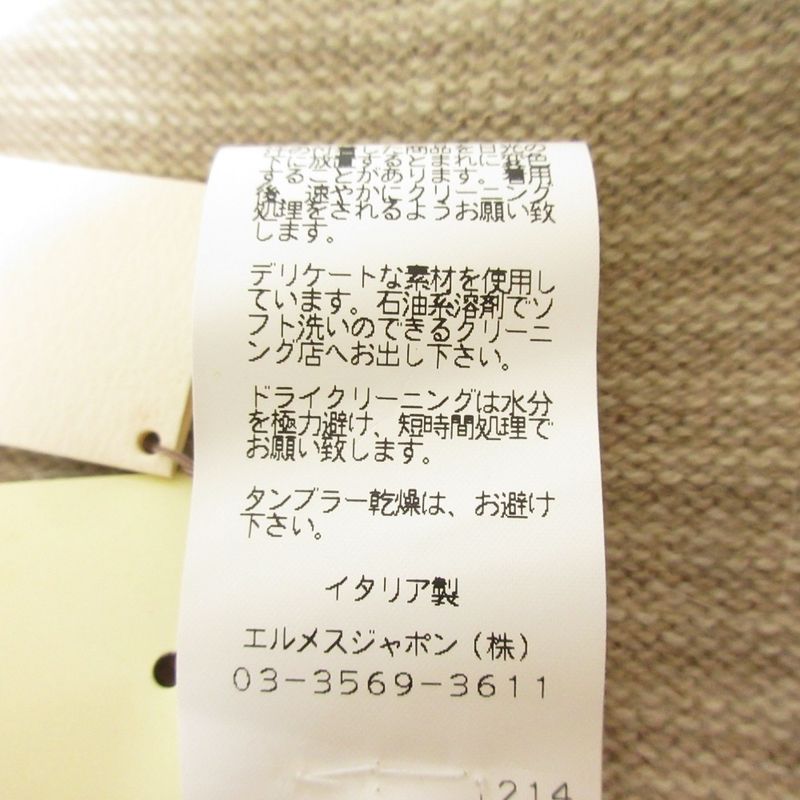 下に放置するとまれに変色
することがあります。着用
後、速やかにクリーニング
処理をされるようお願い致
します。
デリケートな素材を使用し
ています。石油系溶剤でソ
フト洗いのできるクリーニ
ング店へお出し下さい。
ドライクリーニングは水分
を極力避け、短時間処理で
お願い致します。
タンブラー乾燥は、お避け
下さい。
イタリア製
エルメスジャポン（株）
03-3569-3611
214